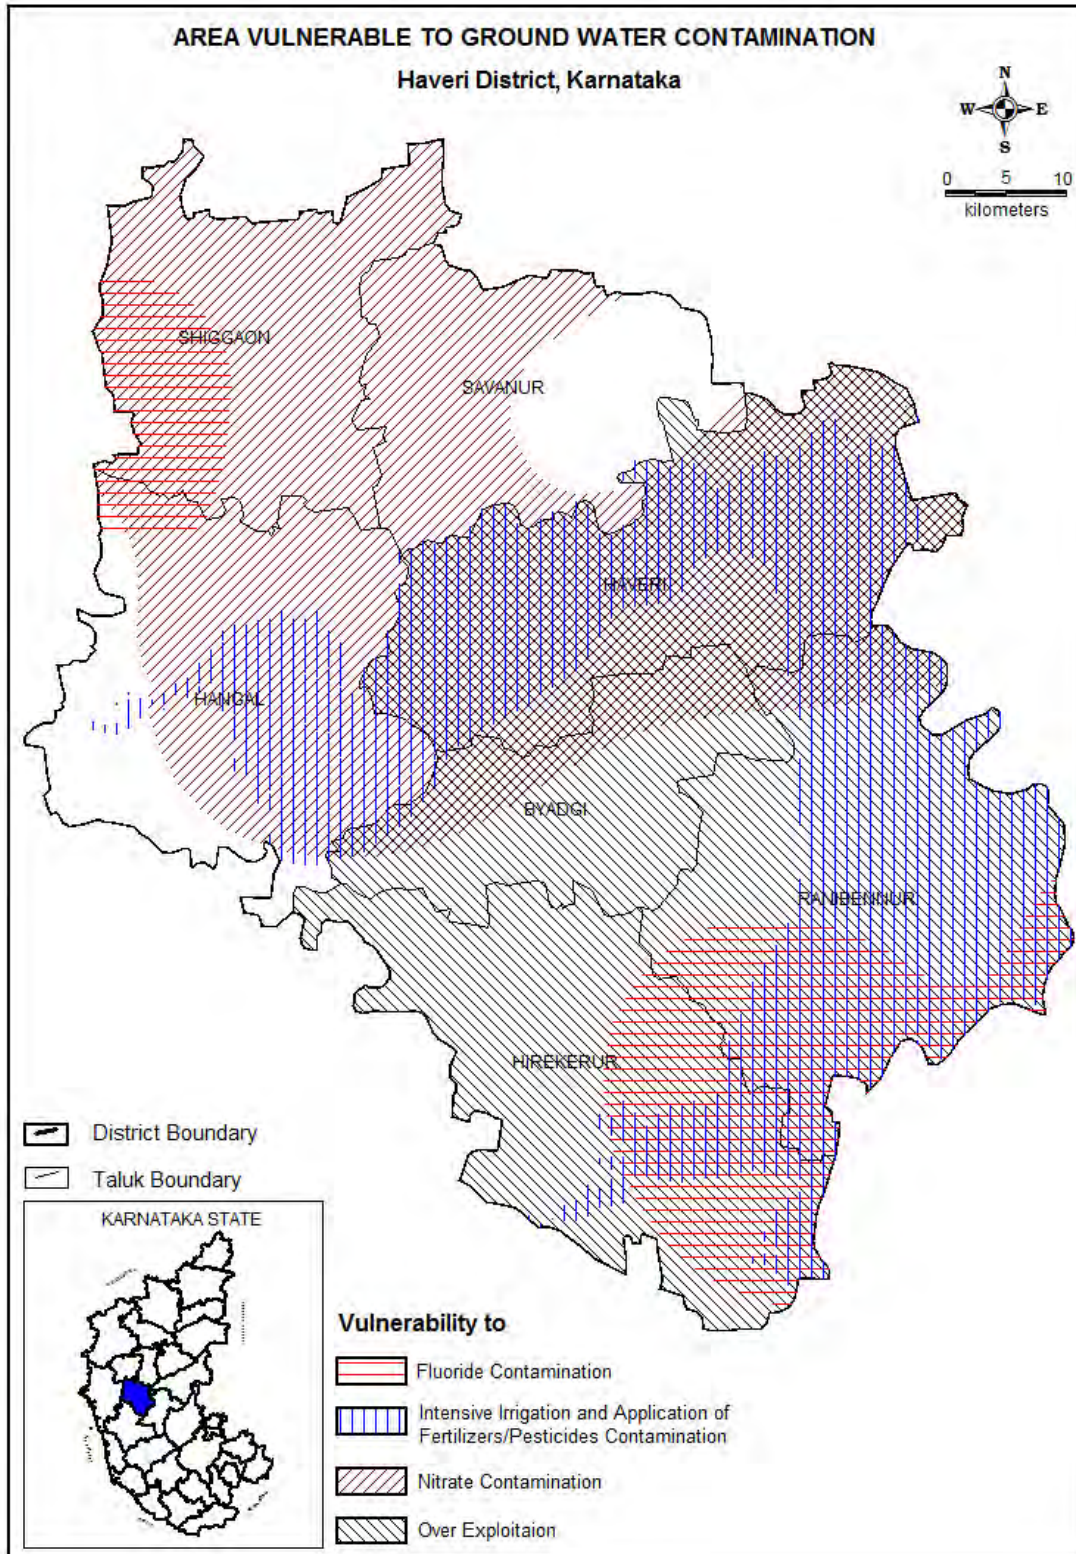 AREA VULNERABLE TO GROUND WATER CONTAMINATION
Haveri District, Karnataka
N
W E
S
0 5 10
kilometers
SHIGGAON
SAVANUR
HAVERI
HANGAL
BYADGI
RANIBENNUR
HIREKERUR
District Boundary
Taluk Boundary
KARNATAKA STATE
Vulnerability to
Fluoride Contamination
Intensive Irrigation and Application of
Fertilizers/Pesticides Contamination
Nitrate Contamination
Over Exploitaion